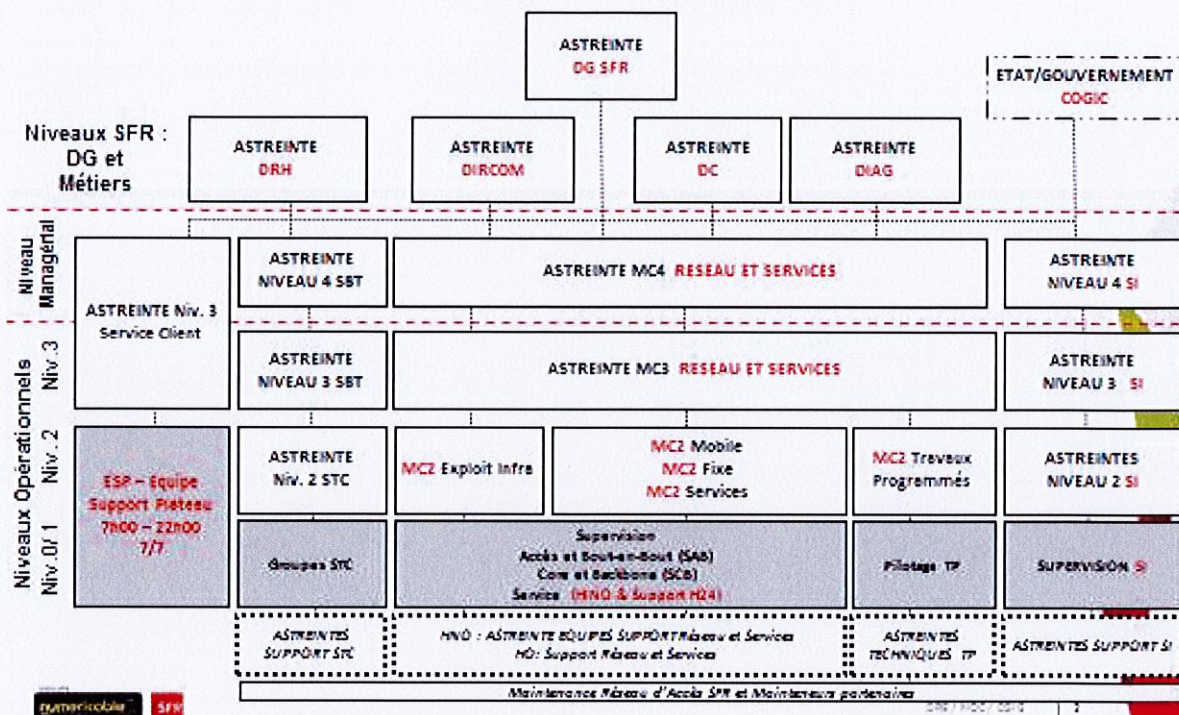 ASTREINTE
DG SFR
ETAT/GOUVERNEMENT
COGIC
Niveaux SFR :
DG et
Métiers
ASTREINTE
DRH
ASTREINTE
DIRCOM
ASTREINTE
DC
ASTREINTE
DIAG
Niveau
Managérial
ASTREINTE Niv. 3
Service Client
ASTREINTE
NIVEAU 4 SBT
ASTREINTE MC4 RESEAU ET SERVICES
ASTREINTE
NIVEAU 4 SI
Niveaux Opérationnels
Niv.3
ASTREINTE
NIVEAU 3 SBT
ASTREINTE MC3 RESEAU ET SERVICES
ASTREINTE
NIVEAU 3 SI
Niv. 2
ESP – Equipe
Support Plateau
7h00 – 22h00
7/7
ASTREINTE
Niv. 2 STC
MC2 Exploit Infra
MC2 Mobile
MC2 Fixe
MC2 Services
MC2 Travaux
Programmés
ASTREINTES
NIVEAU 2 SI
Niv.0/1
Groupes STC
Supervision
Accès et Bout-en-Bout (SAB)
Core et Backbone (SCB)
Service (HNO & Support H24)
Pilotage TP
SUPERVISION SI
ASTREINTES
SUPPORT STC
HNO : ASTREINTE EQUIPES SUPPORT Réseau et Services
HO: Support Réseau et Services
ASTREINTES
TECHNIQUES TP
ASTREINTES SUPPORT SI
Maintenance Réseau d'Accès SFR et Mainteneurs partenaires
numericable SFR
2